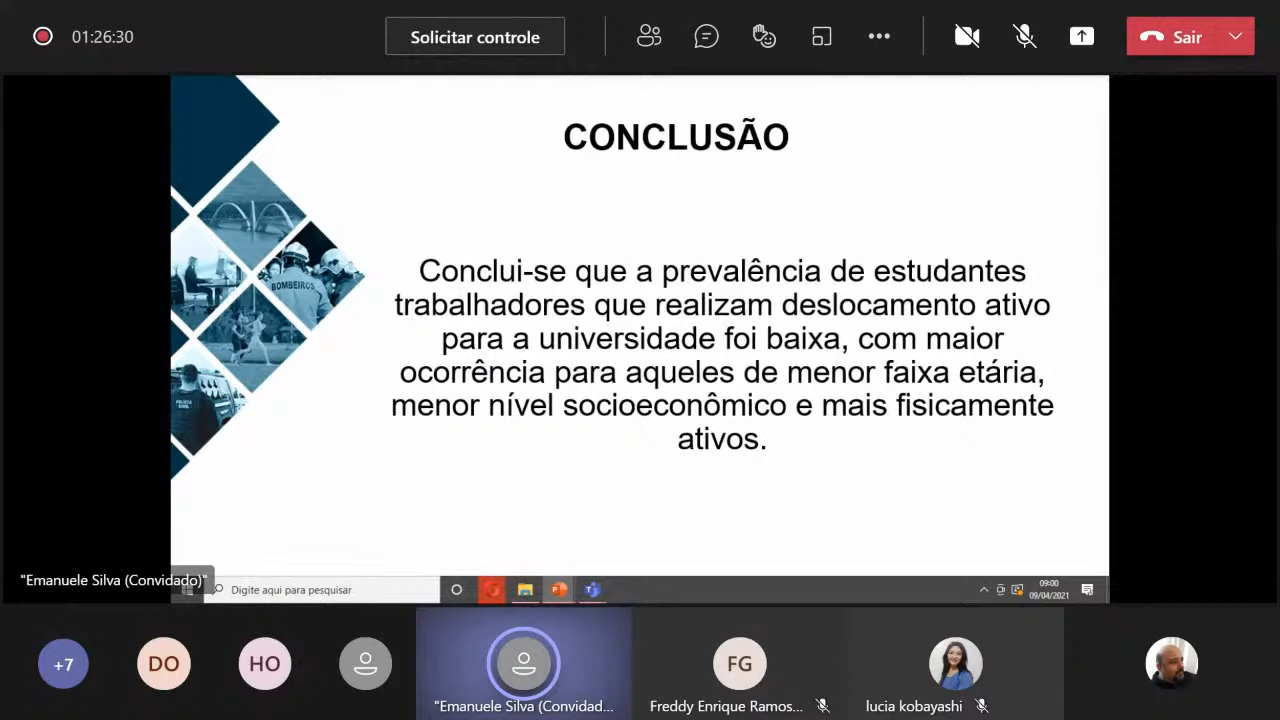 01:26:30
Solicitar controle
Sair
CONCLUSÃO
BOMBEIROS
Conclui-se que a prevalência de estudantes
trabalhadores que realizam deslocamento ativo
para a universidade foi baixa, com maior
ocorrência para aqueles de menor faixa etária,
menor nível socioeconômico e mais fisicamente
ativos.
"Emanuele Silva (Convidado)"
Digite aqui para pesquisar
09:00
09/04/2021
+7
DO
HO
FG
"Emanuele Silva (Convidad...
Freddy Enrique Ramos...
lucia kobayashi